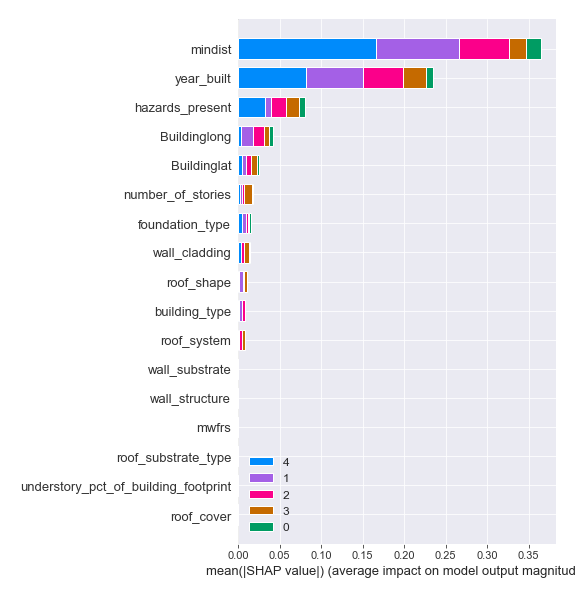 mindist
year_built
hazards_present
Buildinglong
Buildinglat
number_of_stories
foundation_type
wall_cladding
roof_shape
building_type
roof_system
wall_substrate
wall_structure
mwfrs
roof_substrate_type
understory_pct_of_building_footprint
roof_cover
4
1
2
3
0
0.00 0.05 0.10 0.15 0.20 0.25 0.30 0.35
mean(|SHAP value|) (average impact on model output magnitud